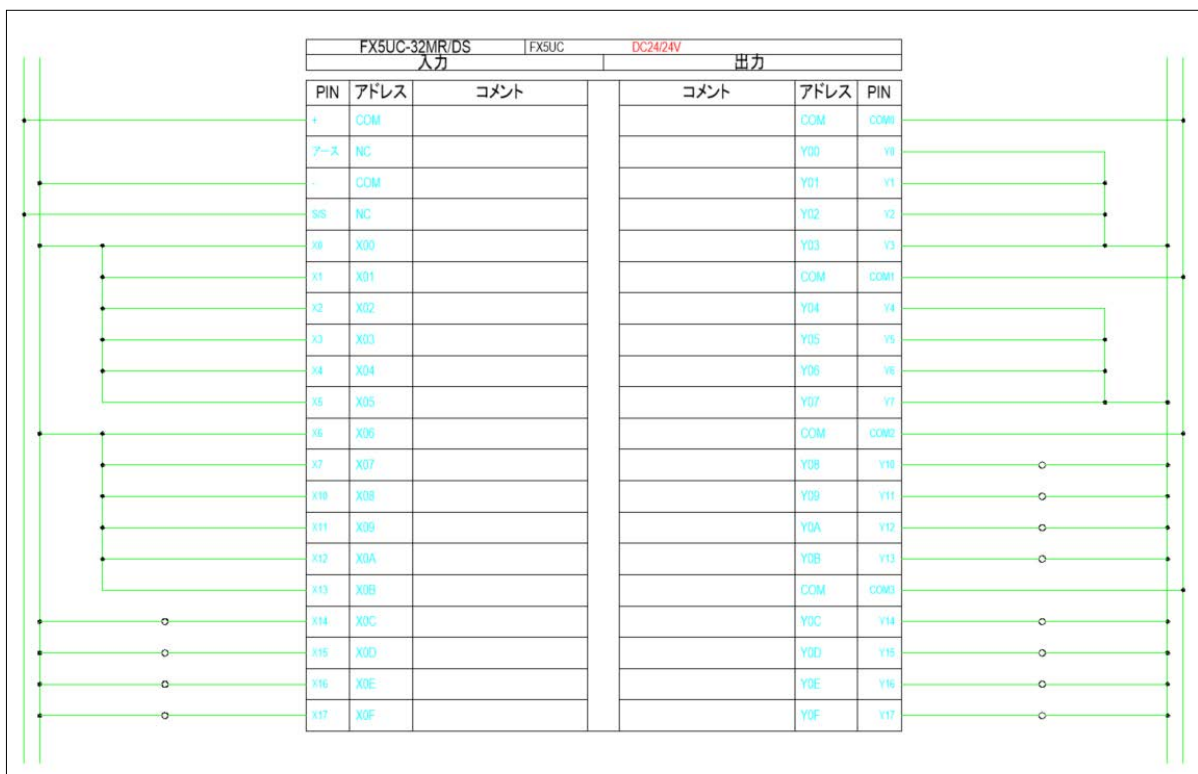 FX5UC-32MR/DS FX5UC DC24/24V
入力 出力
PIN アドレス コメント コメント アドレス PIN
+ COM COM COM0
アース NC Y00 Y0
- COM Y01 Y1
S/S NC Y02 Y2
X0 X00 Y03 Y3
X1 X01 COM COM1
X2 X02 Y04 Y4
X3 X03 Y05 Y5
X4 X04 Y06 Y6
X5 X05 Y07 Y7
X6 X06 COM COM2
X7 X07 Y08 Y10
X10 X08 Y09 Y11
X11 X09 Y0A Y12
X12 X0A Y0B Y13
X13 X0B COM COM3
X14 X0C Y0C Y14
X15 X0D Y0D Y15
X16 X0E Y0E Y16
X17 X0F Y0F Y17